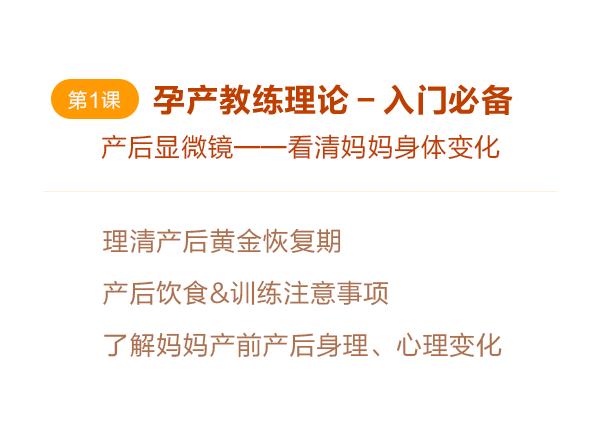 第1课 孕产教练理论 – 入门必备
产后显微镜——看清妈妈身体变化
理清产后黄金恢复期
产后饮食&训练注意事项
了解妈妈产前产后身理、心理变化